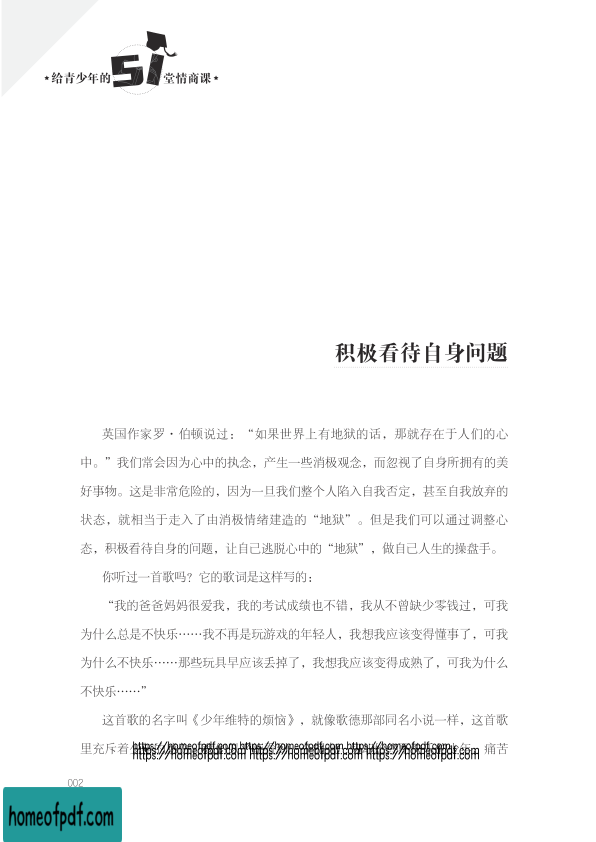 ★给青少年的51堂情商课★
积极看待自身问题
英国作家罗·伯顿说过：“如果世界上有地狱的话，那就存在于人们的心
中。”我们常会因为心中的执念，产生一些消极观念，而忽视了自身所拥有的美
好事物。这是非常危险的，因为一旦我们整个人陷入自我否定，甚至自我放弃的
状态，就相当于走入了由消极情绪建造的“地狱”。但是我们可以通过调整心
态，积极看待自身的问题，让自己逃脱心中的“地狱”，做自己人生的操盘手。
你听过一首歌吗？它的歌词是这样写的：
“我的爸爸妈妈很爱我，我的考试成绩也不错，我从不曾缺少零钱过，可我
为什么总是不快乐……我不再是玩游戏的年轻人，我想我应该变得懂事了，可我
为什么不快乐……那些玩具早应该丢掉了，我想我应该变得成熟了，可我为什么
不快乐……”
这首歌的名字叫《少年维特的烦恼》，就像歌德那部同名小说一样，这首歌
里充斥着 痛苦
https://homeofpdf.com https://homeofpdf.com https://homeofpdf.com
https://homeofpdf.com https://homeofpdf.com https://homeofpdf.com
002
homeofpdf.com